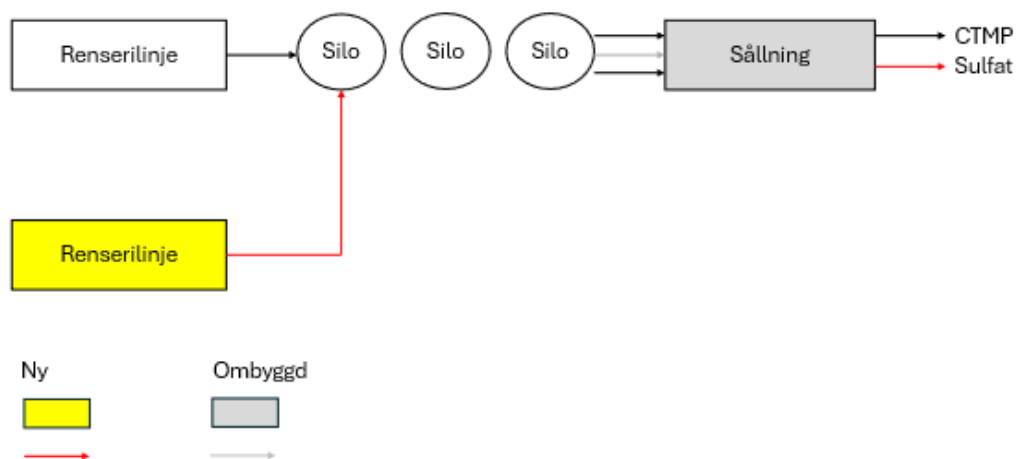 Renserilinje
Silo
Silo
Silo
Sållning
CTMP
Sulfat
Renserilinje
Ny
Ombyggd